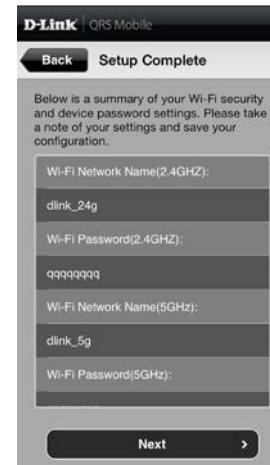 D-Link QRS Mobile
Back Setup Complete
Below is a summary of your Wi-Fi security
and device password settings. Please take
a note of your settings and save your
configuration.
Wi-Fi Network Name(2.4GHZ):
dlink_24g
Wi-Fi Password(2.4GHZ):
qqqqqqqq
Wi-Fi Network Name(5GHz):
dlink_5g
Wi-Fi Password(5GHz):
Next